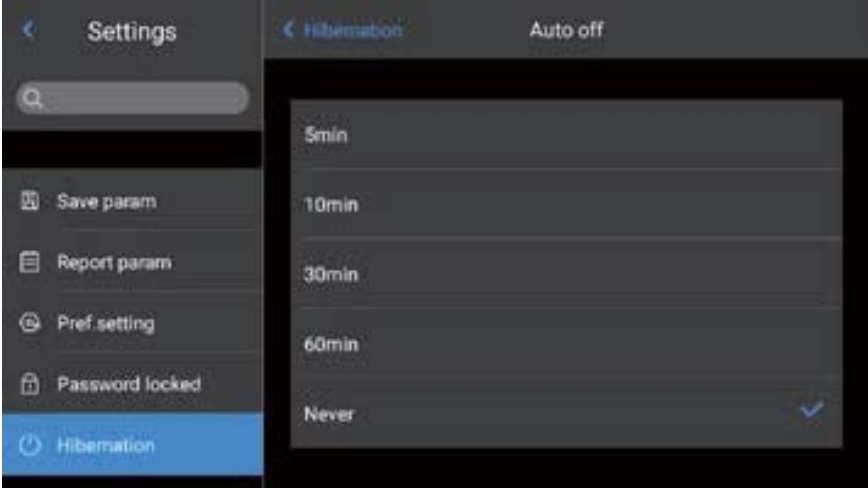 Settings
Save param
Report param
Pref.setting
Password locked
Hibernation
Hibernation
Auto off
5min
10min
30min
60min
Never